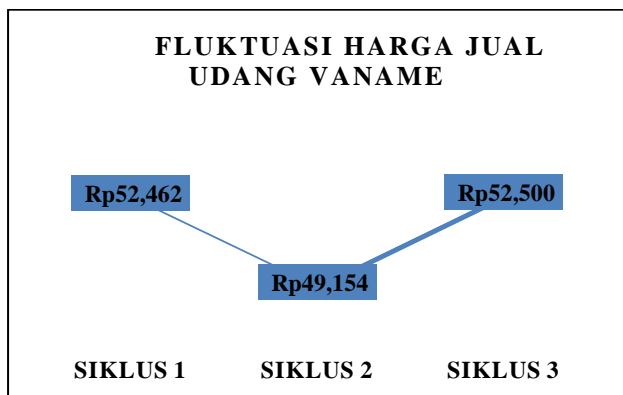 FLUKTUASI HARGA JUAL
UDANG VANAME
Rp52,462
Rp52,500
Rp49,154
SIKLUS 1 SIKLUS 2 SIKLUS 3